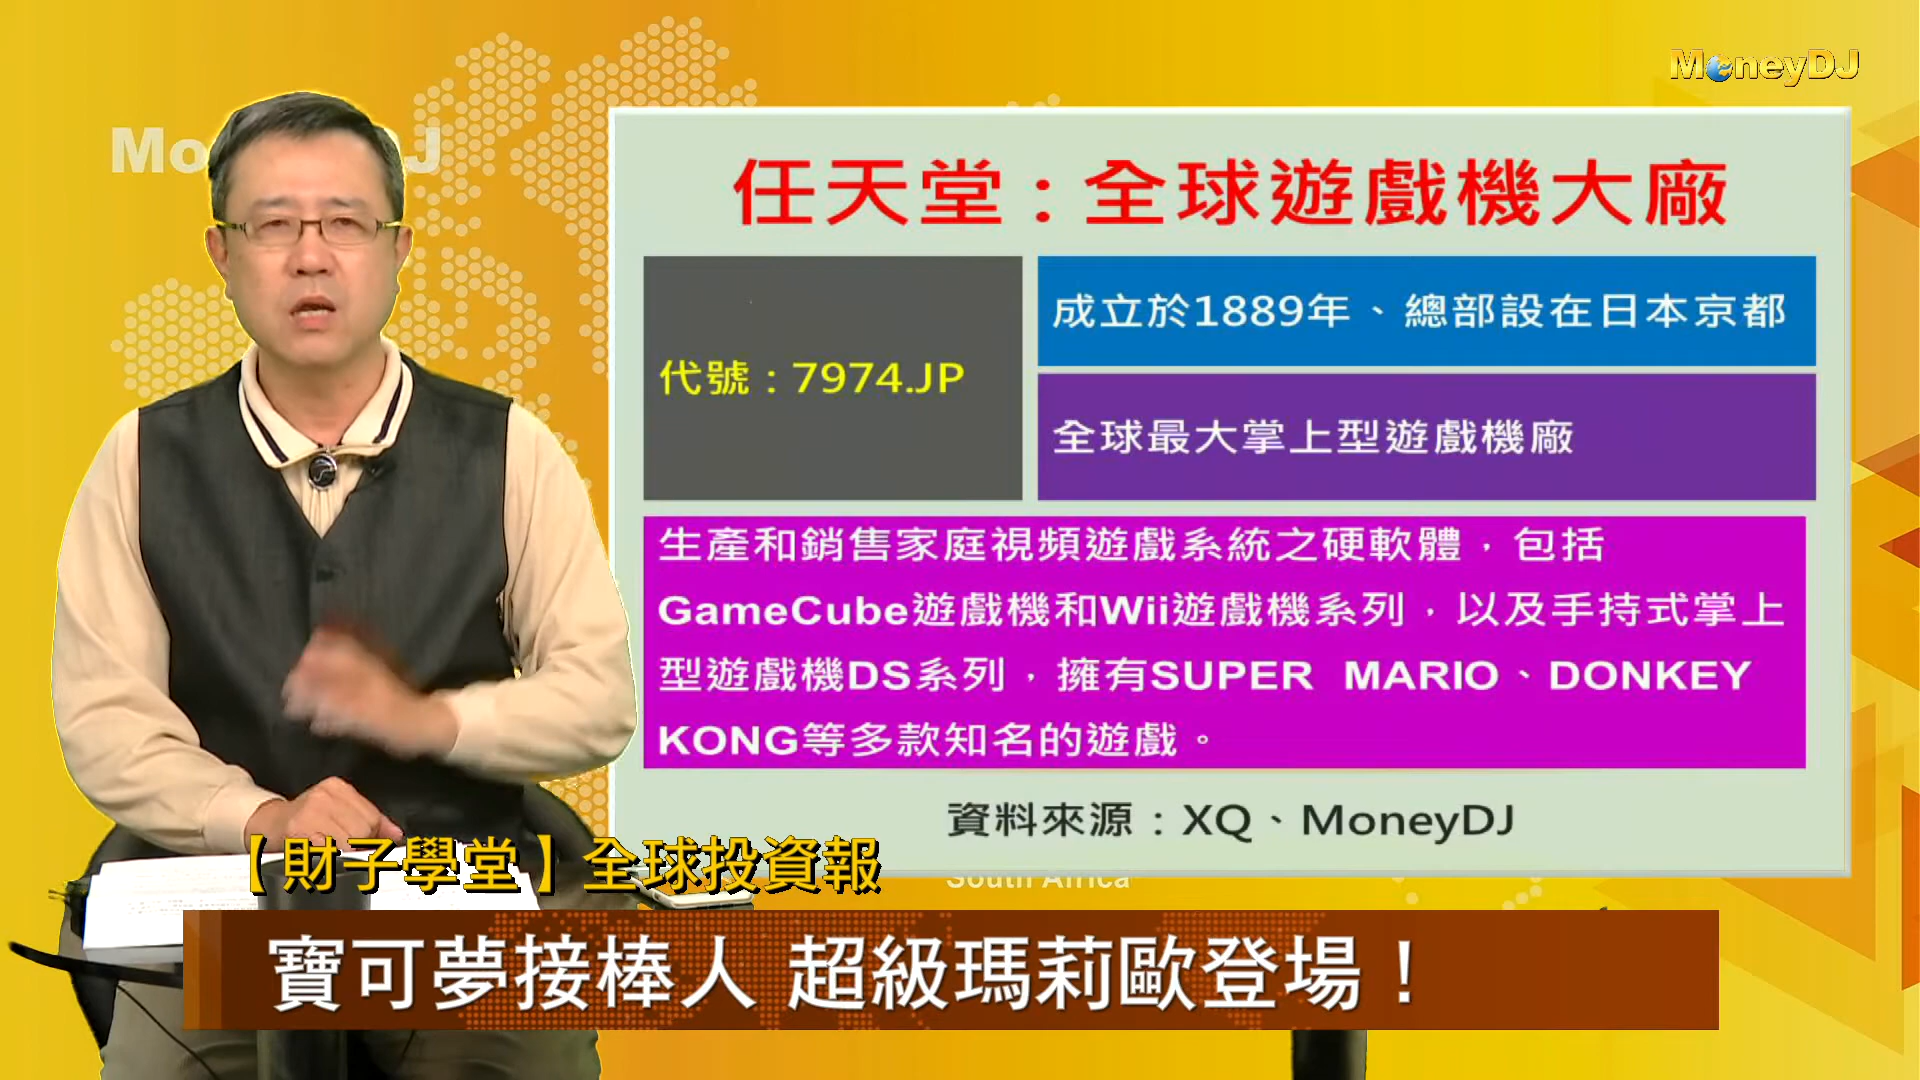 MoneyDJ
任天堂：全球遊戲機大廠
代號：7974.JP
成立於1889年、總部設在日本京都
全球最大掌上型遊戲機廠
生產和銷售家庭視頻遊戲系統之硬軟體，包括
GameCube遊戲機和Wii遊戲機系列，以及手持式掌上
型遊戲機DS系列，擁有SUPER MARIO、DONKEY
KONG等多款知名的遊戲。
資料來源：XQ、MoneyDJ
South Africa
【財子學堂】全球投資報
寶可夢接棒人 超級瑪莉歐登場！